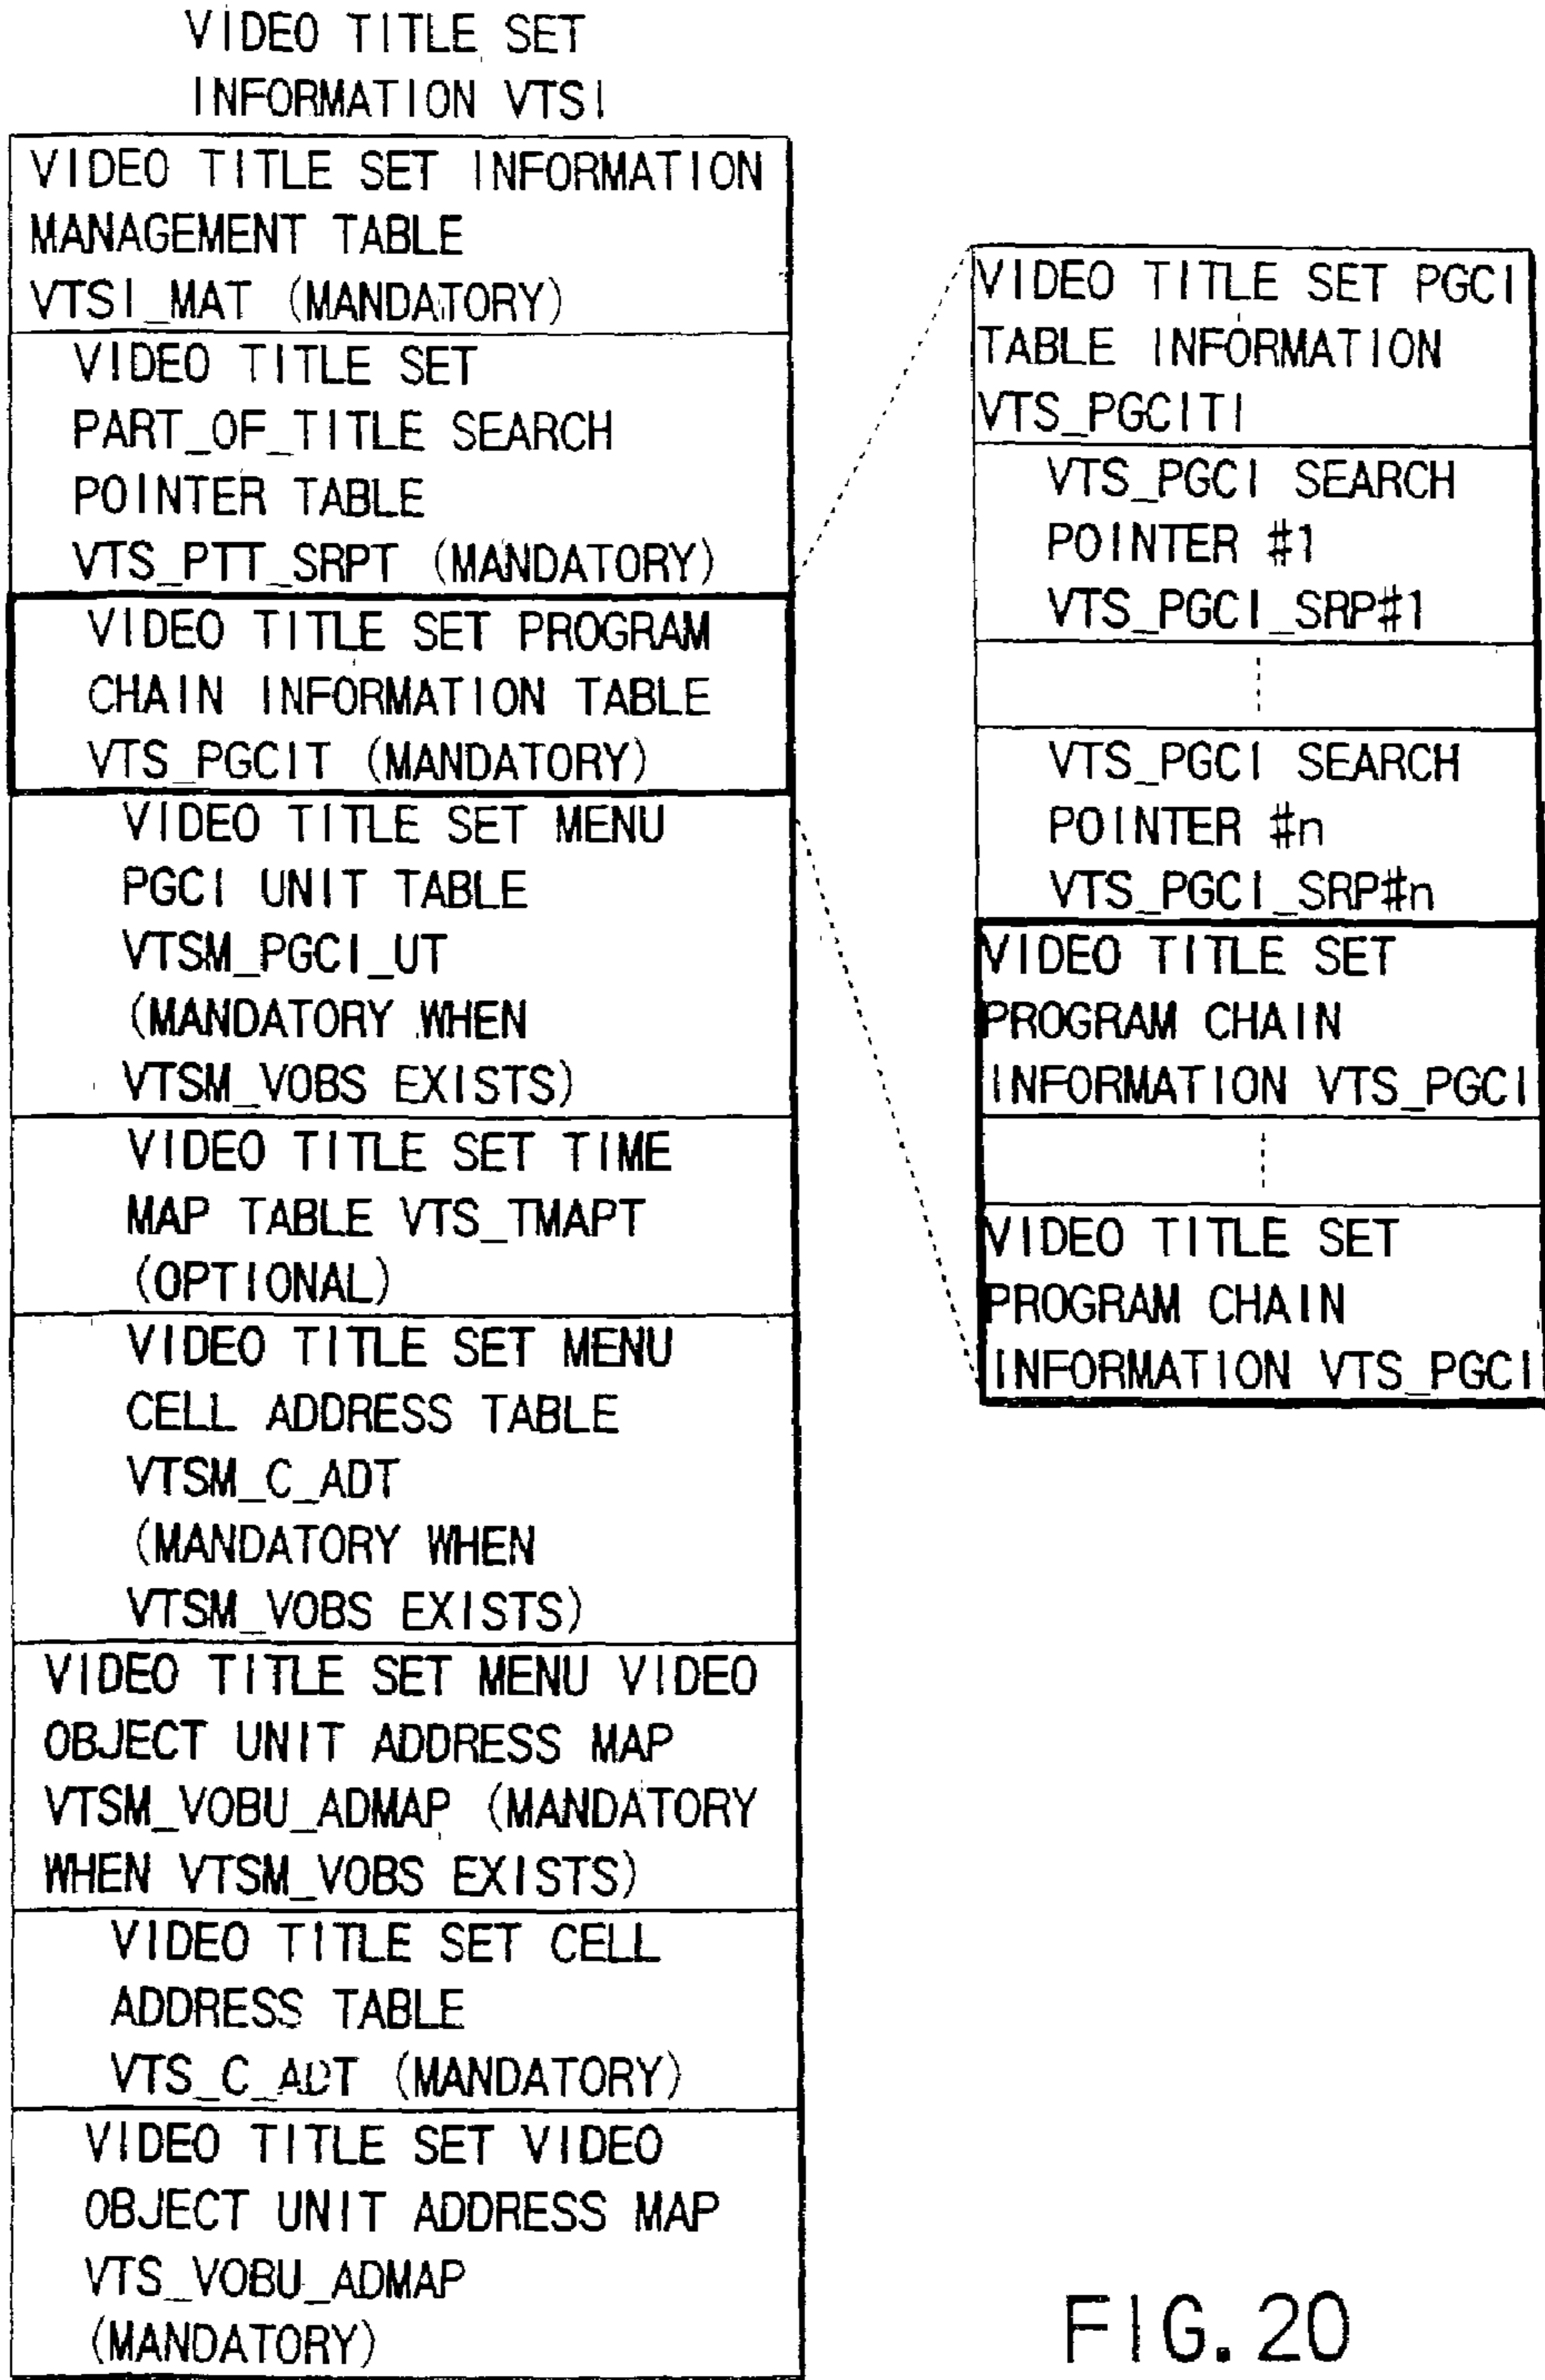 VIDEO TITLE SET
INFORMATION VTSI
VIDEO TITLE SET INFORMATION
MANAGEMENT TABLE
VTSI_MAT (MANDATORY)
VIDEO TITLE SET
PART_OF_TITLE SEARCH
POINTER TABLE
VTS_PTT_SRPT (MANDATORY)
VIDEO TITLE SET PROGRAM
CHAIN INFORMATION TABLE
VTS_PGCIT (MANDATORY)
VIDEO TITLE SET MENU
PGCI UNIT TABLE
VTSM_PGCI_UT
(MANDATORY WHEN
VTSM_VOBS EXISTS)
VIDEO TITLE SET TIME
MAP TABLE VTS_TMAPT
(OPTIONAL)
VIDEO TITLE SET MENU
CELL ADDRESS TABLE
VTSM_C_ADT
(MANDATORY WHEN
VTSM_VOBS EXISTS)
VIDEO TITLE SET MENU VIDEO
OBJECT UNIT ADDRESS MAP
VTSM_VOBU_ADMAP (MANDATORY
WHEN VTSM_VOBS EXISTS)
VIDEO TITLE SET CELL
ADDRESS TABLE
VTS_C_ADT (MANDATORY)
VIDEO TITLE SET VIDEO
OBJECT UNIT ADDRESS MAP
VTS_VOBU_ADMAP
(MANDATORY)
VIDEO TITLE SET PGCI
TABLE INFORMATION
VTS_PGCITI
VTS_PGCI SEARCH
POINTER #1
VTS_PGCI_SRP#1
VTS_PGCI SEARCH
POINTER #n
VTS_PGCI_SRP#n
VIDEO TITLE SET
PROGRAM CHAIN
INFORMATION VTS_PGCI
VIDEO TITLE SET
PROGRAM CHAIN
INFORMATION VTS_PGCI
FIG. 20